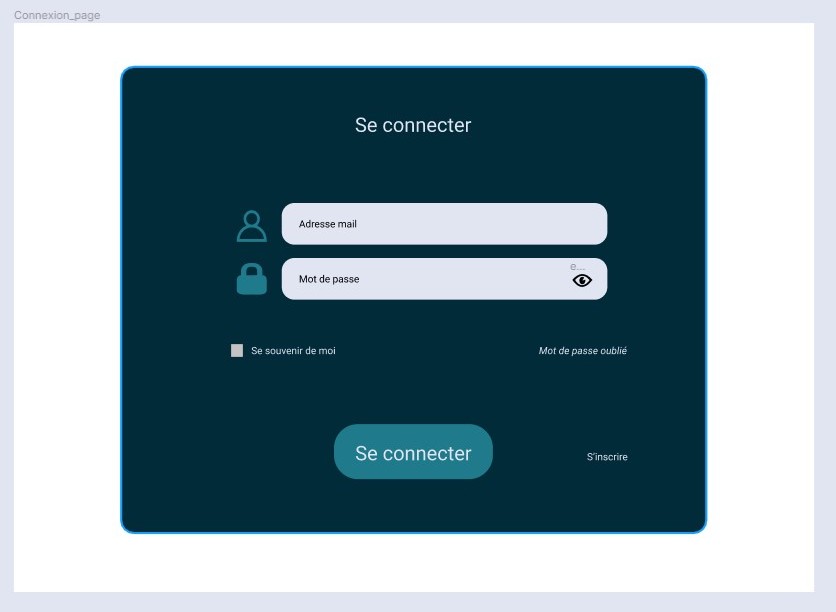 Connexion_page
Se connecter
Adresse mail
e...
Mot de passe
Se souvenir de moi
Mot de passe oublié
Se connecter
S'inscrire